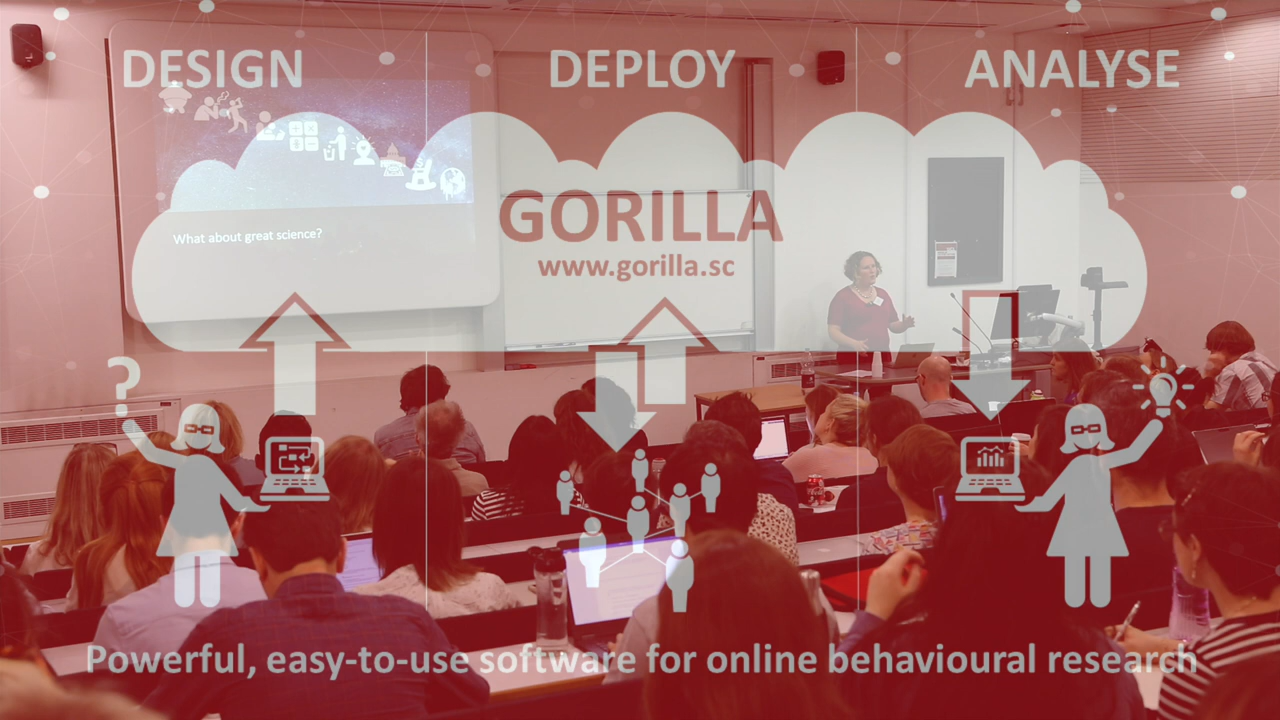 DESIGN
DEPLOY
ANALYSE
GORILLA
www.gorilla.sc
What about great science?
?
Powerful, easy-to-use software for online behavioural research